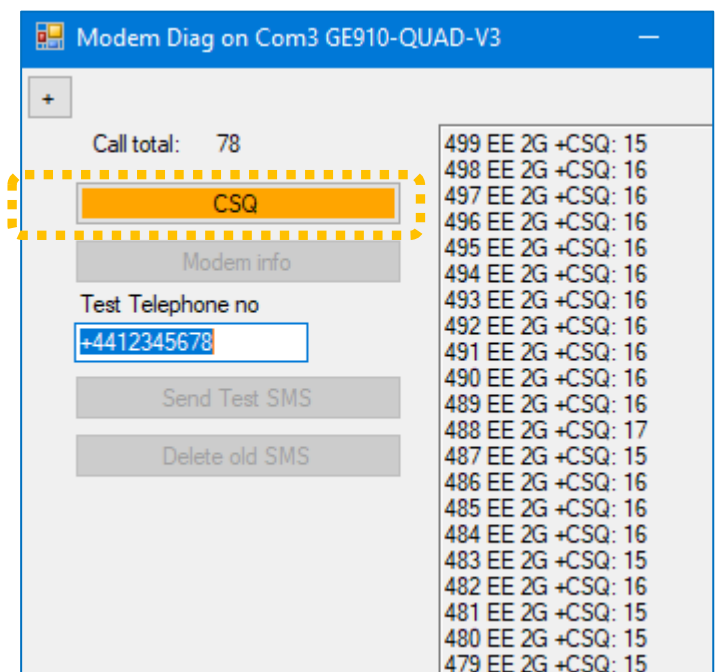 Modem Diag on Com3 GE910-QUAD-V3
+
Call total: 78
CSQ
Modem info
Test Telephone no
+4412345678
Send Test SMS
Delete old SMS
499 EE 2G +CSQ: 15
498 EE 2G +CSQ: 16
497 EE 2G +CSQ: 16
496 EE 2G +CSQ: 16
495 EE 2G +CSQ: 16
494 EE 2G +CSQ: 16
493 EE 2G +CSQ: 16
492 EE 2G +CSQ: 16
491 EE 2G +CSQ: 16
490 EE 2G +CSQ: 16
489 EE 2G +CSQ: 16
488 EE 2G +CSQ: 17
487 EE 2G +CSQ: 15
486 EE 2G +CSQ: 16
485 EE 2G +CSQ: 16
484 EE 2G +CSQ: 16
483 EE 2G +CSQ: 15
482 EE 2G +CSQ: 16
481 EE 2G +CSQ: 15
480 EE 2G +CSQ: 15
479 EE 2G +CSQ: 15